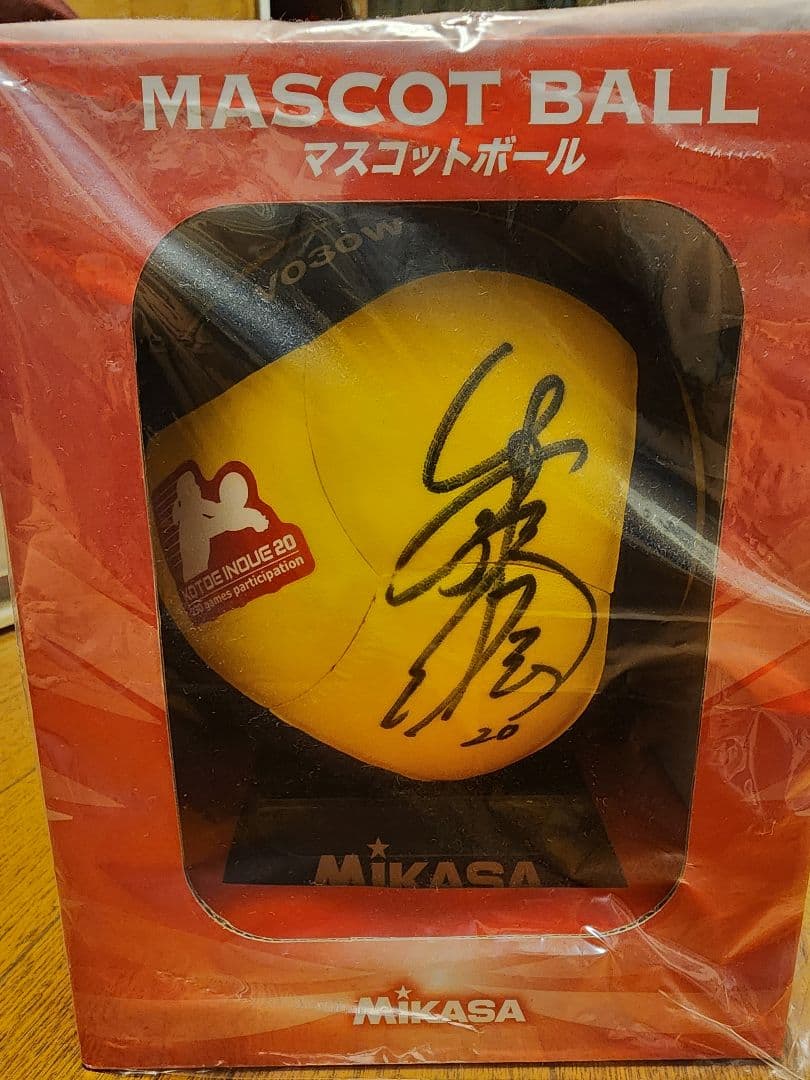 MASCOT BALL
マスコットボール
V030W
KOTOE INOUE 20
games participation
20
MIKASA
MIKASA